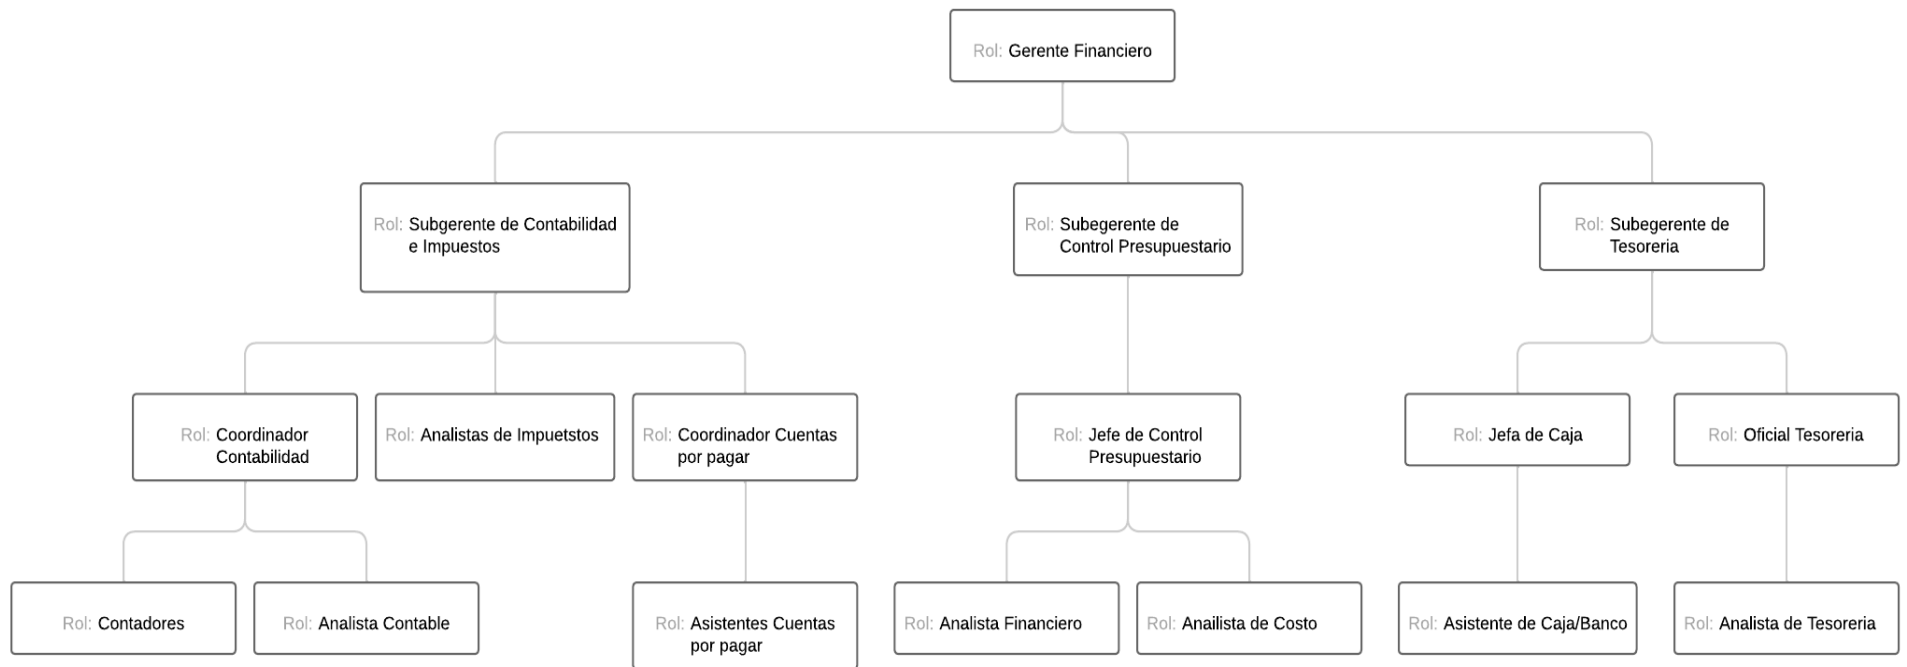 Rol: Gerente Financiero
Rol: Subgerente de Contabilidad
e Impuestos
Rol: Subegerente de
Control Presupuestario
Rol: Subegerente de
Tesoreria
Rol: Coordinador
Contabilidad
Rol: Analistas de Impuetstos
Rol: Coordinador Cuentas
por pagar
Rol: Jefe de Control
Presupuestario
Rol: Jefa de Caja
Rol: Oficial Tesoreria
Rol: Contadores
Rol: Analista Contable
Rol: Asistentes Cuentas
por pagar
Rol: Analista Financiero
Rol: Anailista de Costo
Rol: Asistente de Caja/Banco
Rol: Analista de Tesoreria